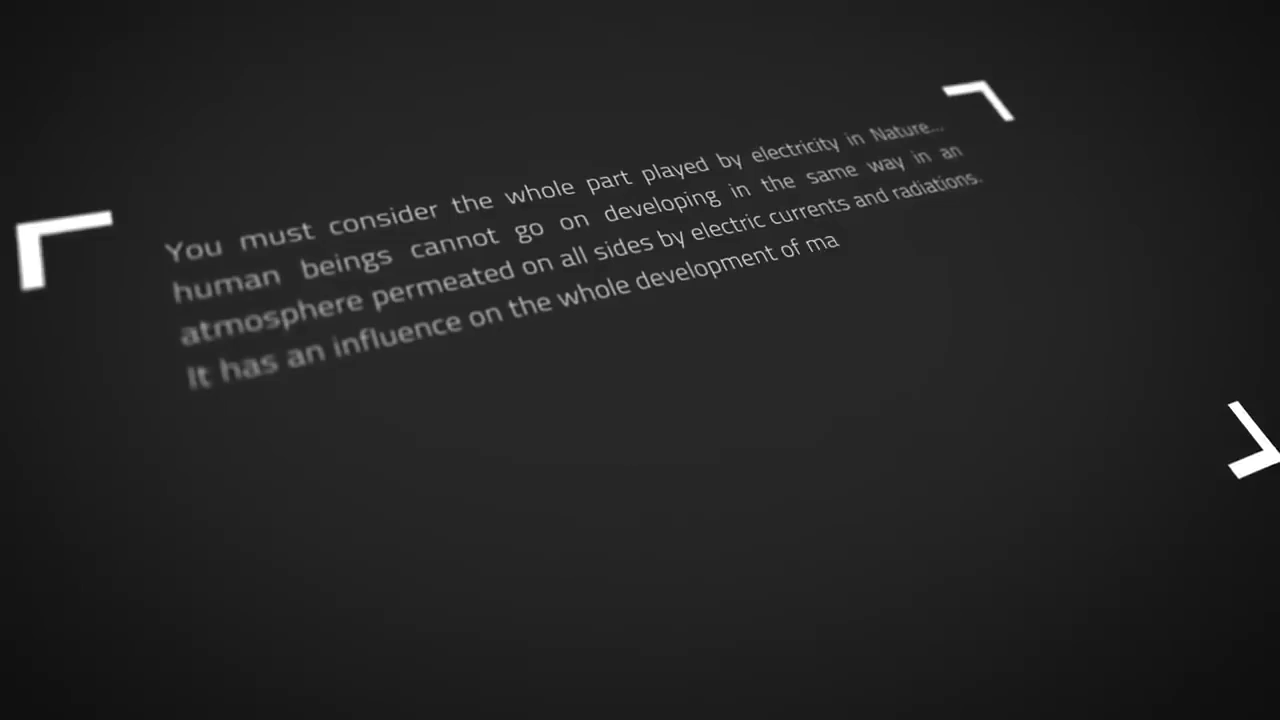 You must consider the whole part played by electricity in Nature...
human beings cannot go on developing in the same way in an
atmosphere permeated on all sides by electric currents and radiations.
It has an influence on the whole development of ma